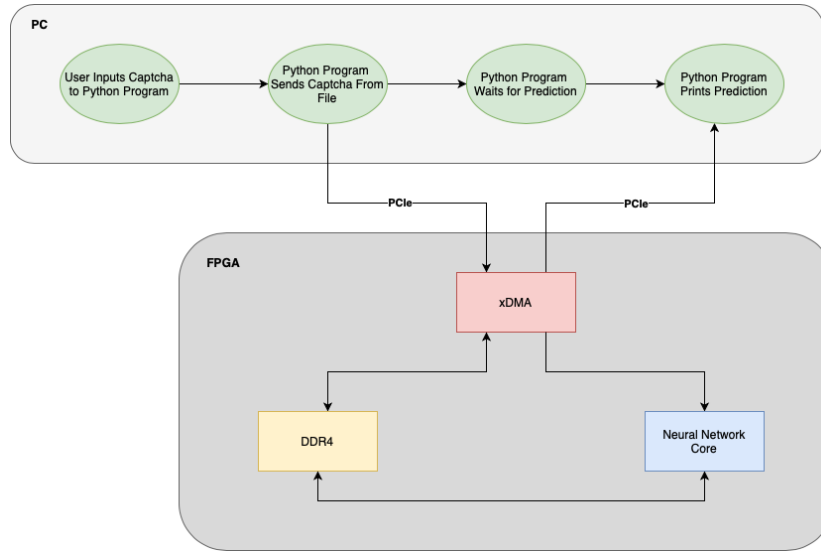 PC
User Inputs Captcha
to Python Program
Python Program
Sends Captcha From
File
Python Program
Waits for Prediction
Python Program
Prints Prediction
PCIe
PCIe
FPGA
xDMA
DDR4
Neural Network
Core